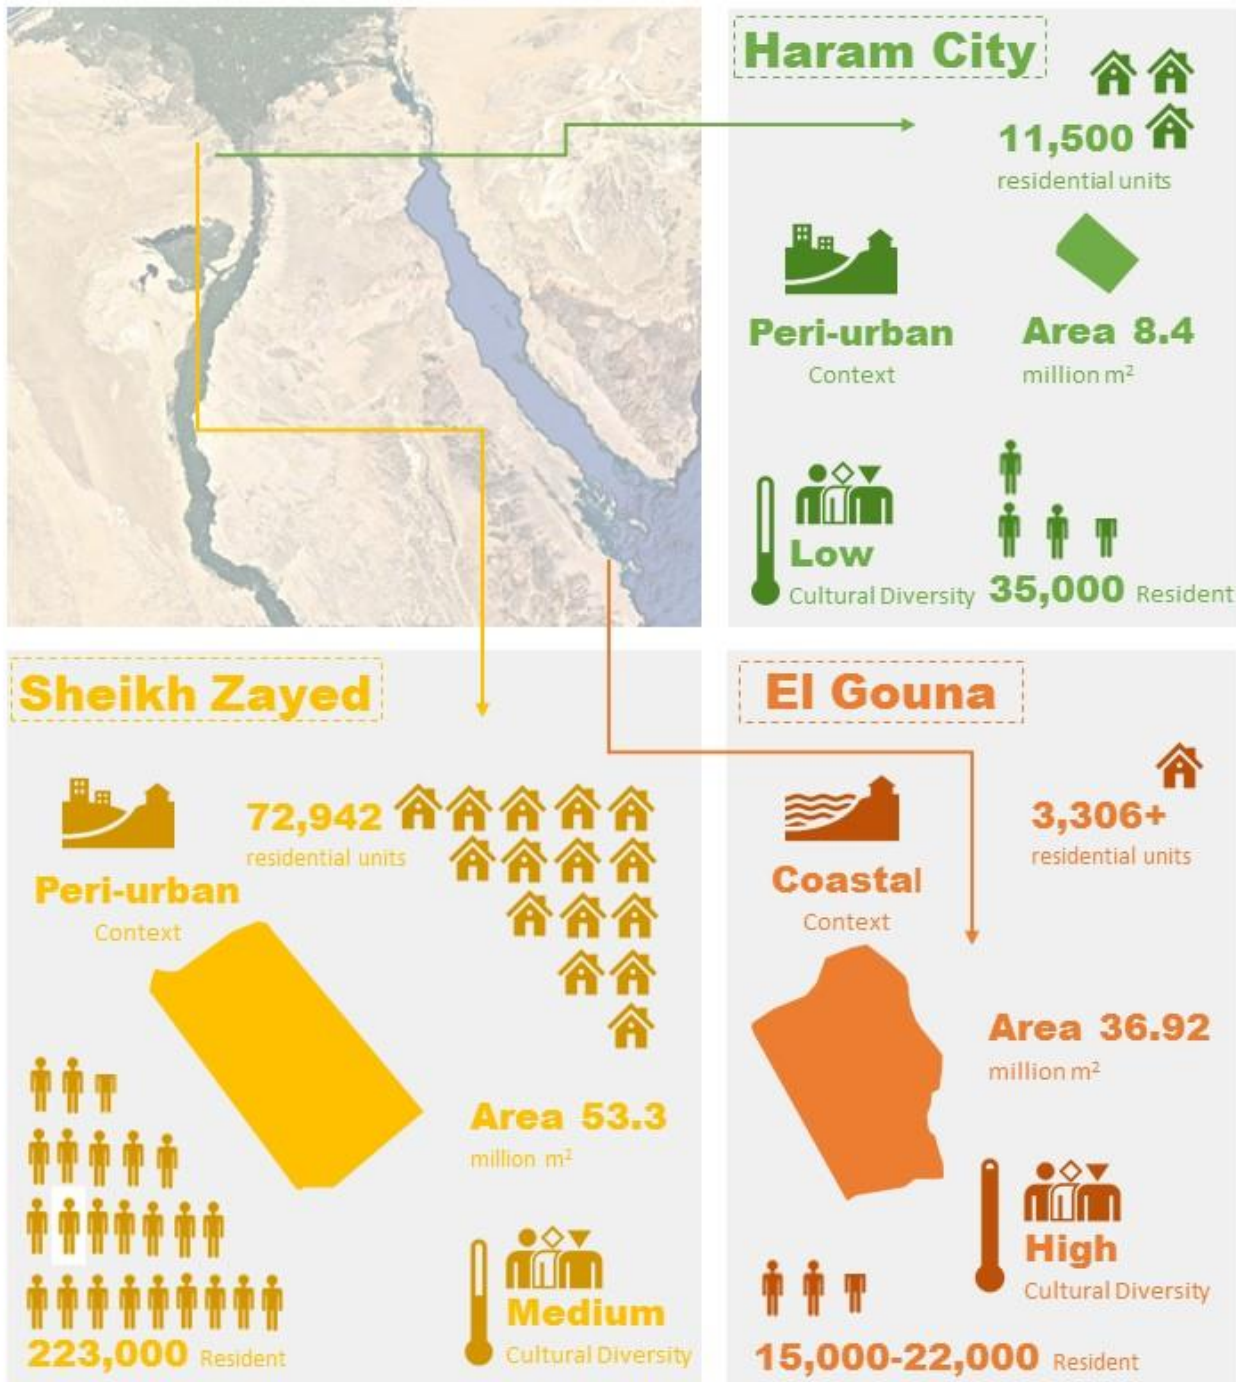 Haram City
11,500
residential units
Peri-urban
Context
Area 8.4
million m²
Low
Cultural Diversity
35,000 Resident
Sheikh Zayed
72,942
residential units
Peri-urban
Context
Area 53.3
million m²
Medium
Cultural Diversity
223,000 Resident
El Gouna
3,306+
residential units
Coastal
Context
Area 36.92
million m²
High
Cultural Diversity
15,000-22,000 Resident